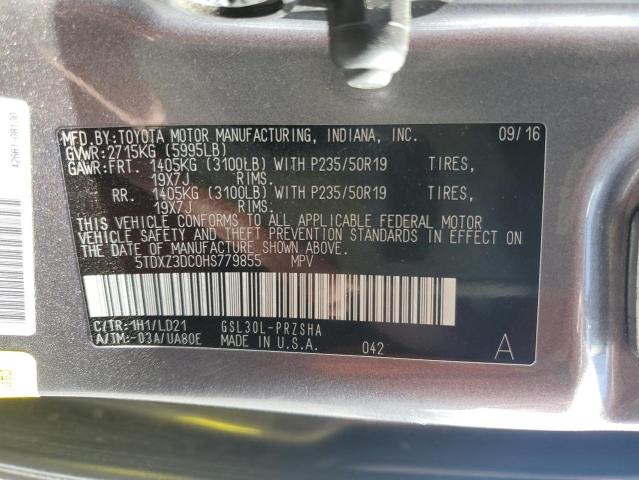 MFD.BY: TOYOTA MOTOR MANUFACTURING, INDIANA, INC. 09/16
GVWR: 2715KG (5995LB)
GAWR: FRT. 1405KG (3100LB) WITH P235/50R19 TIRES,
19X7J RIMS.
RR. 1405KG (3100LB) WITH P235/50R19 TIRES,
19X7J RIMS.
THIS VEHICLE CONFORMS TO ALL APPLICABLE FEDERAL MOTOR
VEHICLE SAFETY AND THEFT PREVENTION STANDARDS IN EFFECT ON
THE DATE OF MANUFACTURE SHOWN ABOVE.
5TDXZ3DC0HS779855 MPV
C/TR: 1H1/LD21 GSL30L-PRZSHA
A/TM: -03A/UA80E MADE IN U.S.A. 042 A